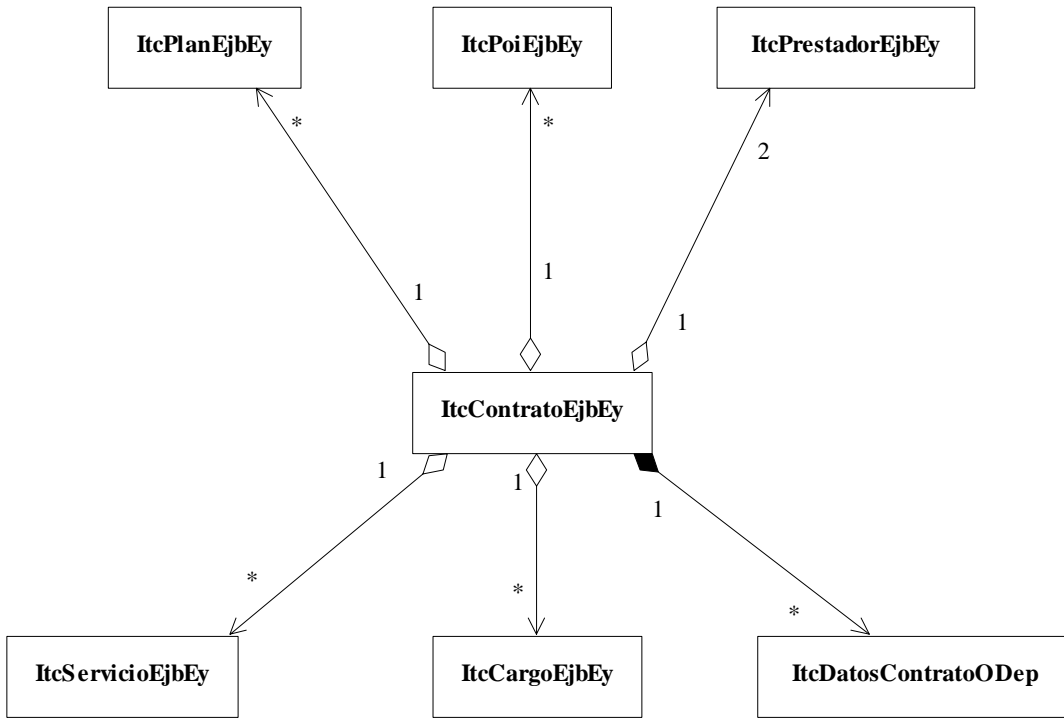 ItcPlanEjbEy
ItcPoiEjbEy
ItcPrestadorEjbEy
*
*
2
1
1
1
ItcContratoEjbEy
1
1
1
*
*
*
ItcServicioEjbEy
ItcCargoEjbEy
ItcDatosContratoODep